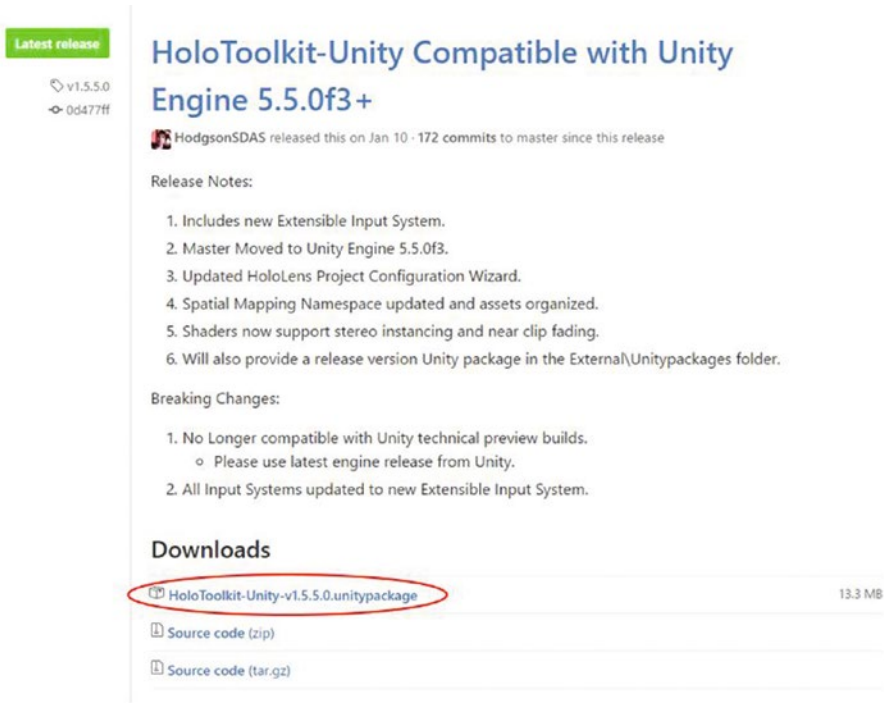 Latest release
v1.5.5.0
0d477ff
HoloToolkit-Unity Compatible with Unity
Engine 5.5.0f3+
HodgsonSDAS released this on Jan 10 · 172 commits to master since this release
Release Notes:
1. Includes new Extensible Input System.
2. Master Moved to Unity Engine 5.5.0f3.
3. Updated HoloLens Project Configuration Wizard.
4. Spatial Mapping Namespace updated and assets organized.
5. Shaders now support stereo instancing and near clip fading.
6. Will also provide a release version Unity package in the External\Unitypackages folder.
Breaking Changes:
1. No Longer compatible with Unity technical preview builds.
Please use latest engine release from Unity.
2. All Input Systems updated to new Extensible Input System.
Downloads
HoloToolkit-Unity-v1.5.5.0.unitypackage 13.3 MB
Source code (zip)
Source code (tar.gz)